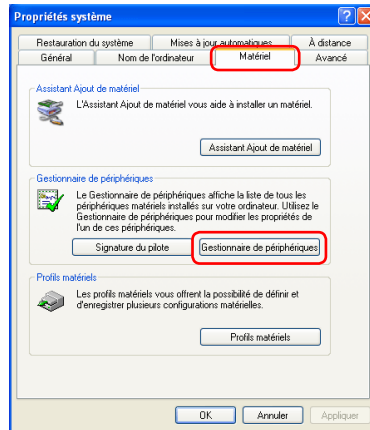 Propriétés système
Restauration du système Mises à jour automatiques À distance
Général Nom de l'ordinateur Matériel Avancé
Assistant Ajout de matériel
L'Assistant Ajout de matériel vous aide à installer un matériel.
Assistant Ajout de matériel
Gestionnaire de périphériques
Le Gestionnaire de périphériques affiche la liste de tous les
périphériques matériels installés sur votre ordinateur. Utilisez le
Gestionnaire de périphériques pour modifier les propriétés de
l'un de ces périphériques.
Signature du pilote Gestionnaire de périphériques
Profils matériels
Les profils matériels vous offrent la possibilité de définir et
d'enregistrer plusieurs configurations matérielles.
Profils matériels
OK Annuler Appliquer